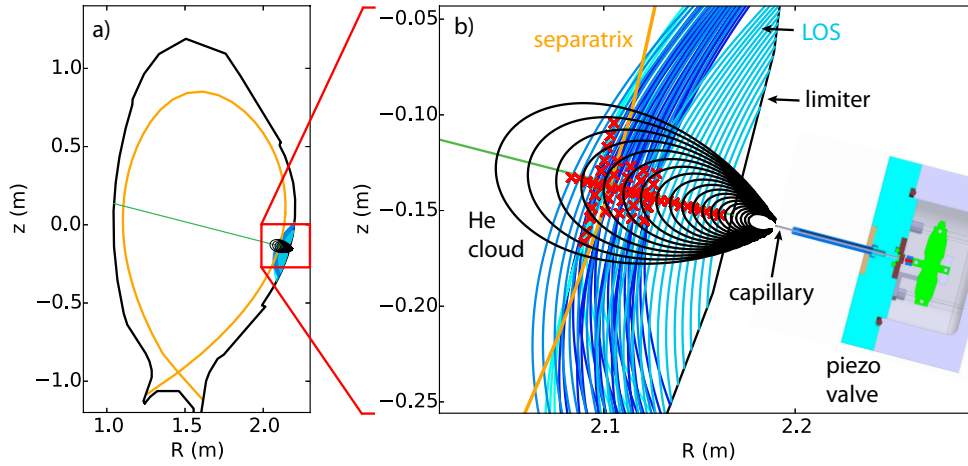 a)
1.0
0.5
0.0
−0.5
−1.0
z (m)
1.0
1.5
2.0
R (m)
b)
−0.05
−0.10
−0.15
−0.20
−0.25
z (m)
separatrix
LOS
limiter
He
cloud
capillary
piezo
valve
2.1
2.2
R (m)